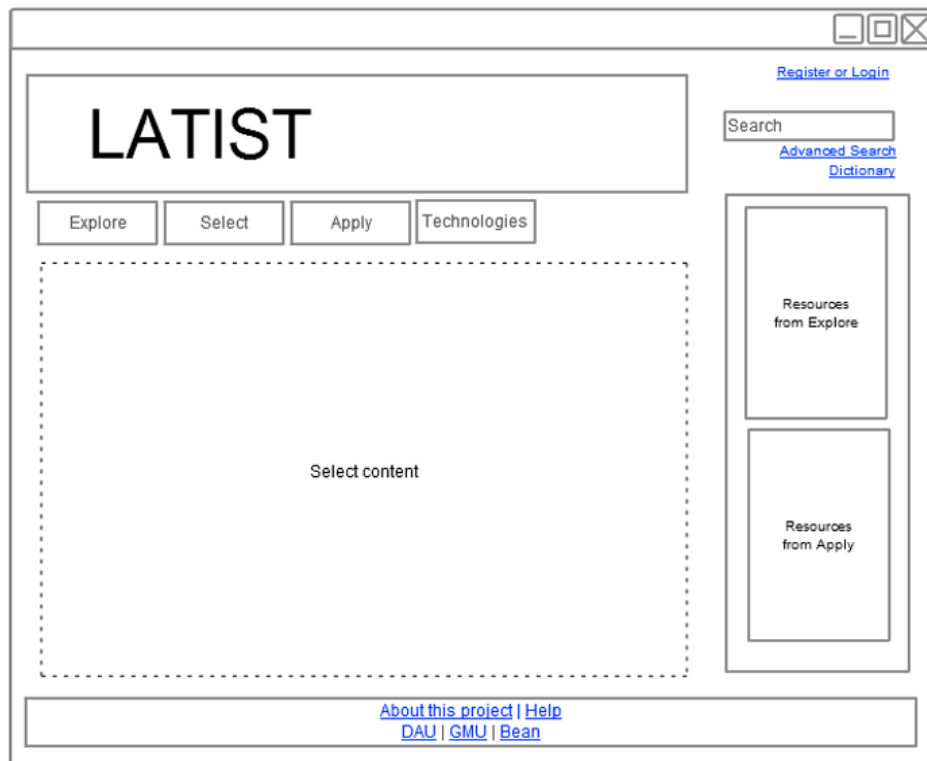 Register or Login
LATIST
Search
Advanced Search
Dictionary
Explore
Select
Apply
Technologies
Select content
Resources
from Explore
Resources
from Apply
About this project | Help
DAU | GMU | Bean